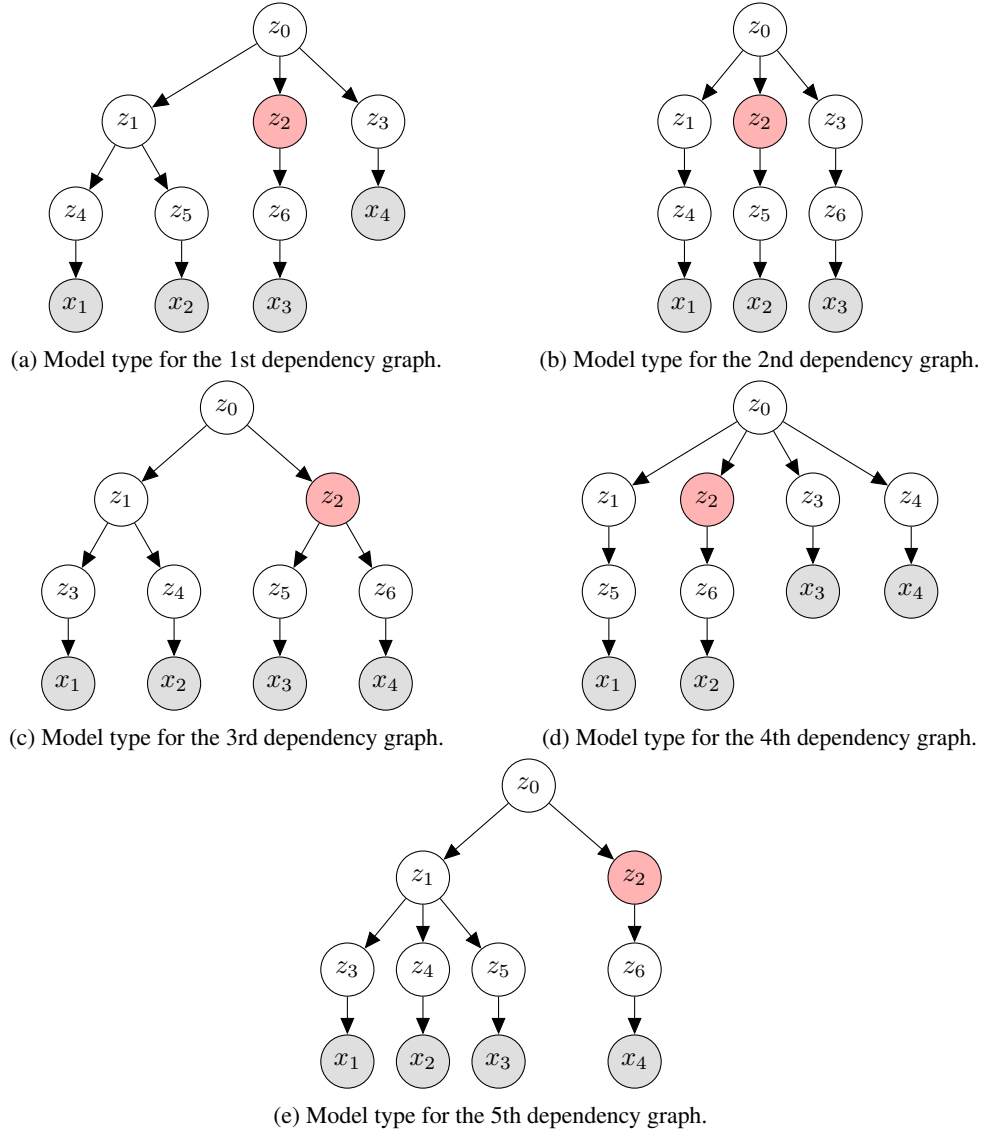 z0
z1 z2 z3
z4 z5 z6 x4
x1 x2 x3
(a) Model type for the 1st dependency graph.
z0
z1 z2 z3
z4 z5 z6
x1 x2 x3
(b) Model type for the 2nd dependency graph.
z0
z1 z2
z3 z4 z5 z6
x1 x2 x3 x4
(c) Model type for the 3rd dependency graph.
z0
z1 z2 z3 z4
z5 z6 x3 x4
x1 x2
(d) Model type for the 4th dependency graph.
z0
z1 z2
z3 z4 z5 z6
x1 x2 x3 x4
(e) Model type for the 5th dependency graph.